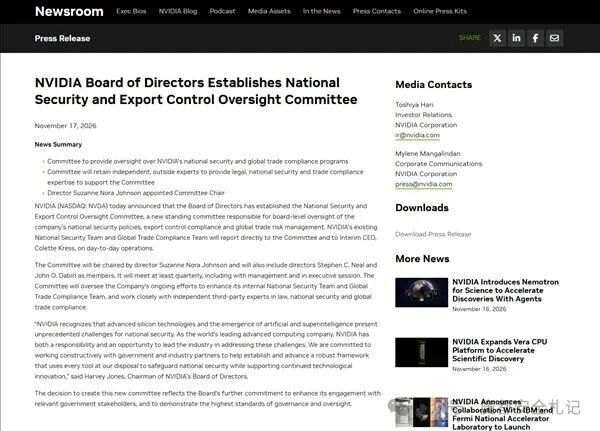 Newsroom
Exec Bios
NVIDIA Blog
Podcast
Media Assets
In the News
Press Contacts
Online Press Kits
Press Release
SHARE
NVIDIA Board of Directors Establishes National
Security and Export Control Oversight Committee
November 17, 2026
News Summary
Committee to provide oversight over NVIDIA's national security and global trade compliance programs
Committee will retain independent, outside experts to provide legal, national security and trade compliance
expertise to support the Committee
Director Suzanne Nora Johnson appointed Committee Chair
NVIDIA (NASDAQ: NVDA) today announced that the Board of Directors has established the National Security and
Export Control Oversight Committee, a new standing committee responsible for board-level oversight of the
company's national security policies, export control compliance and global trade risk management. NVIDIA's existing
National Security Team and Global Trade Compliance Team will report directly to the Committee and to Interim CEO,
Colette Kress, on day-to-day operations.
The Committee will be chaired by director Suzanne Nora Johnson and will also include directors Stephen C. Neal and
John O. Dabiri as members. It will meet at least quarterly, including with management and in executive session. The
Committee will oversee the Company's ongoing efforts to enhance its internal National Security Team and Global
Trade Compliance Team, and work closely with independent third-party experts in law, national security and global
trade compliance.
"NVIDIA recognizes that advanced silicon technologies and the emergence of artificial and superintelligence present
unprecedented challenges for national security. As the world's leading advanced computing company, NVIDIA has
both a responsibility and an opportunity to lead the industry in addressing these challenges. We are committed to
working constructively with government and industry partners to help establish and advance a robust framework
that uses every tool at our disposal to safeguard national security while supporting continued technological
innovation," said Harvey Jones, Chairman of NVIDIA's Board of Directors.
The decision to create this new committee reflects the Board's further commitment to enhance its engagement with
relevant government stakeholders, and to demonstrate the highest standards of governance and oversight.
Media Contacts
Toshiya Hari
Investor Relations
NVIDIA Corporation
ir@nvidia.com
Mylene Mangalindan
Corporate Communications
NVIDIA Corporation
press@nvidia.com
Downloads
Download Press Release
More News
NVIDIA Introduces Nemotron
for Science to Accelerate
Discoveries With Agents
November 16, 2026
NVIDIA Expands Vera CPU
Platform to Accelerate
Scientific Discovery
November 16, 2026
NVIDIA Announces
Collaboration With IBM and
Fermi National Accelerator
Laboratory to Launch
札记